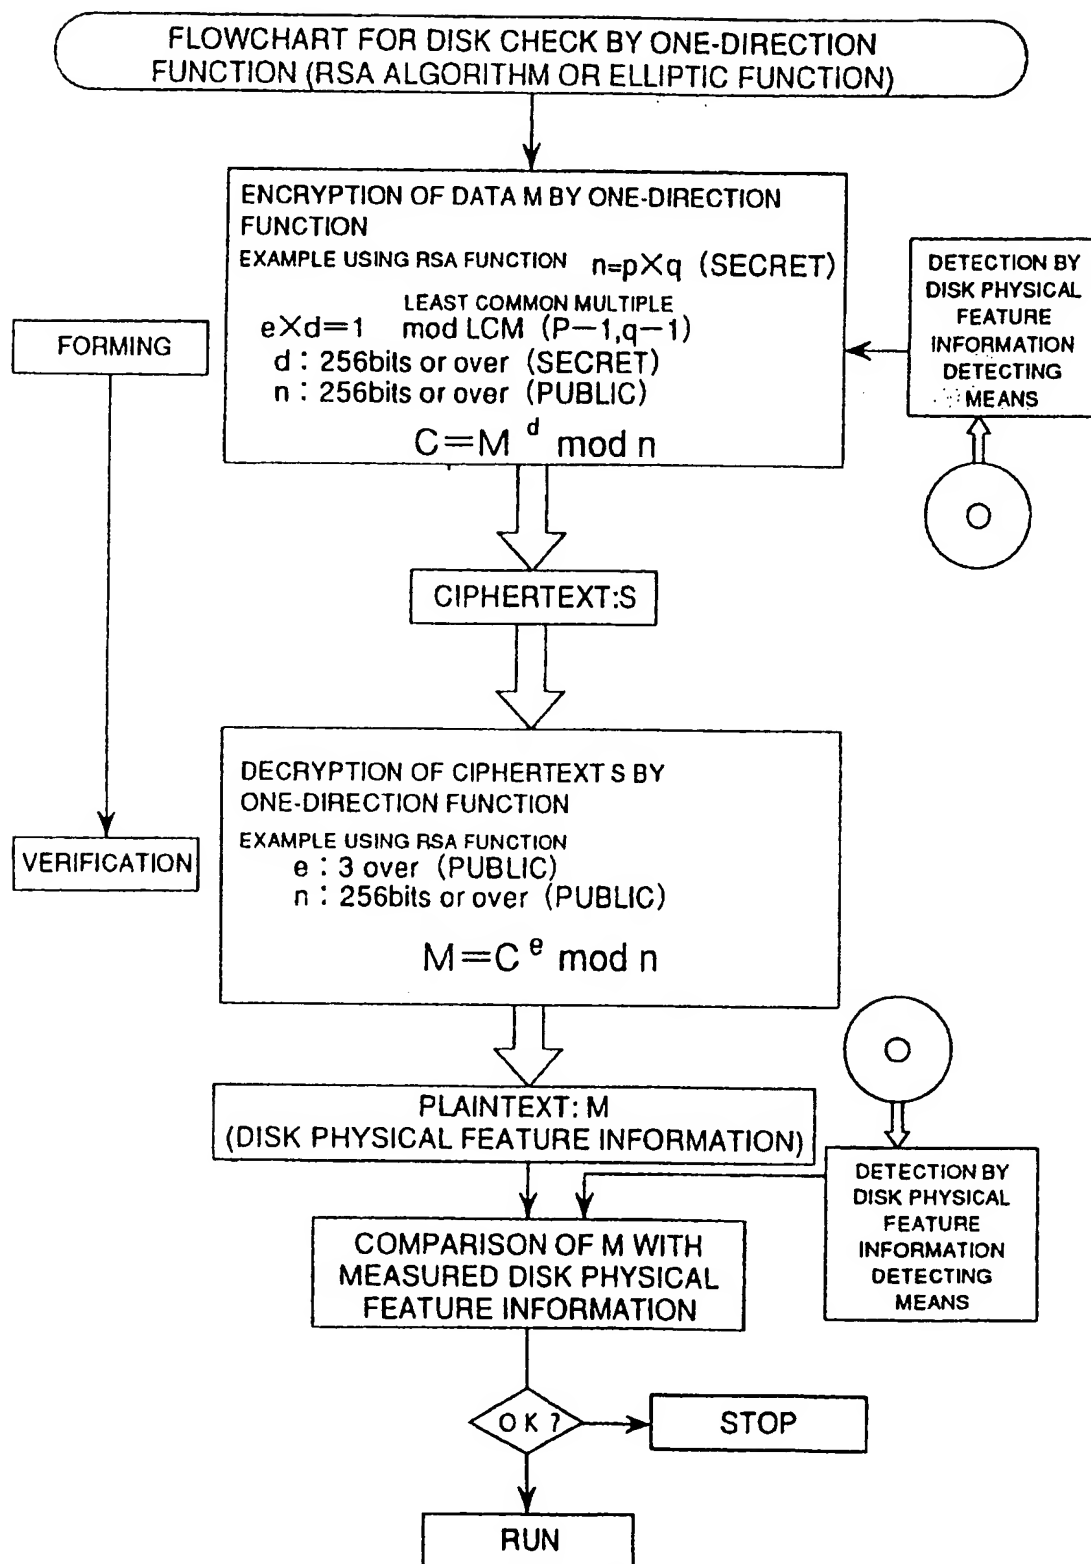 FLOWCHART FOR DISK CHECK BY ONE-DIRECTION
FUNCTION (RSA ALGORITHM OR ELLIPTIC FUNCTION)
ENCRYPTION OF DATA M BY ONE-DIRECTION
FUNCTION
EXAMPLE USING RSA FUNCTION n=p×q (SECRET)
LEAST COMMON MULTIPLE
e×d=1 mod LCM (P-1,q-1)
d : 256bits or over (SECRET)
n : 256bits or over (PUBLIC)
C=M^d mod n
DETECTION BY
DISK PHYSICAL
FEATURE
INFORMATION
DETECTING
MEANS
FORMING
CIPHERTEXT:S
DECRYPTION OF CIPHERTEXT S BY
ONE-DIRECTION FUNCTION
EXAMPLE USING RSA FUNCTION
e : 3 over (PUBLIC)
n : 256bits or over (PUBLIC)
M=C^e mod n
VERIFICATION
PLAINTEXT: M
(DISK PHYSICAL FEATURE INFORMATION)
DETECTION BY
DISK PHYSICAL
FEATURE
INFORMATION
DETECTING
MEANS
COMPARISON OF M WITH
MEASURED DISK PHYSICAL
FEATURE INFORMATION
OK?
STOP
RUN